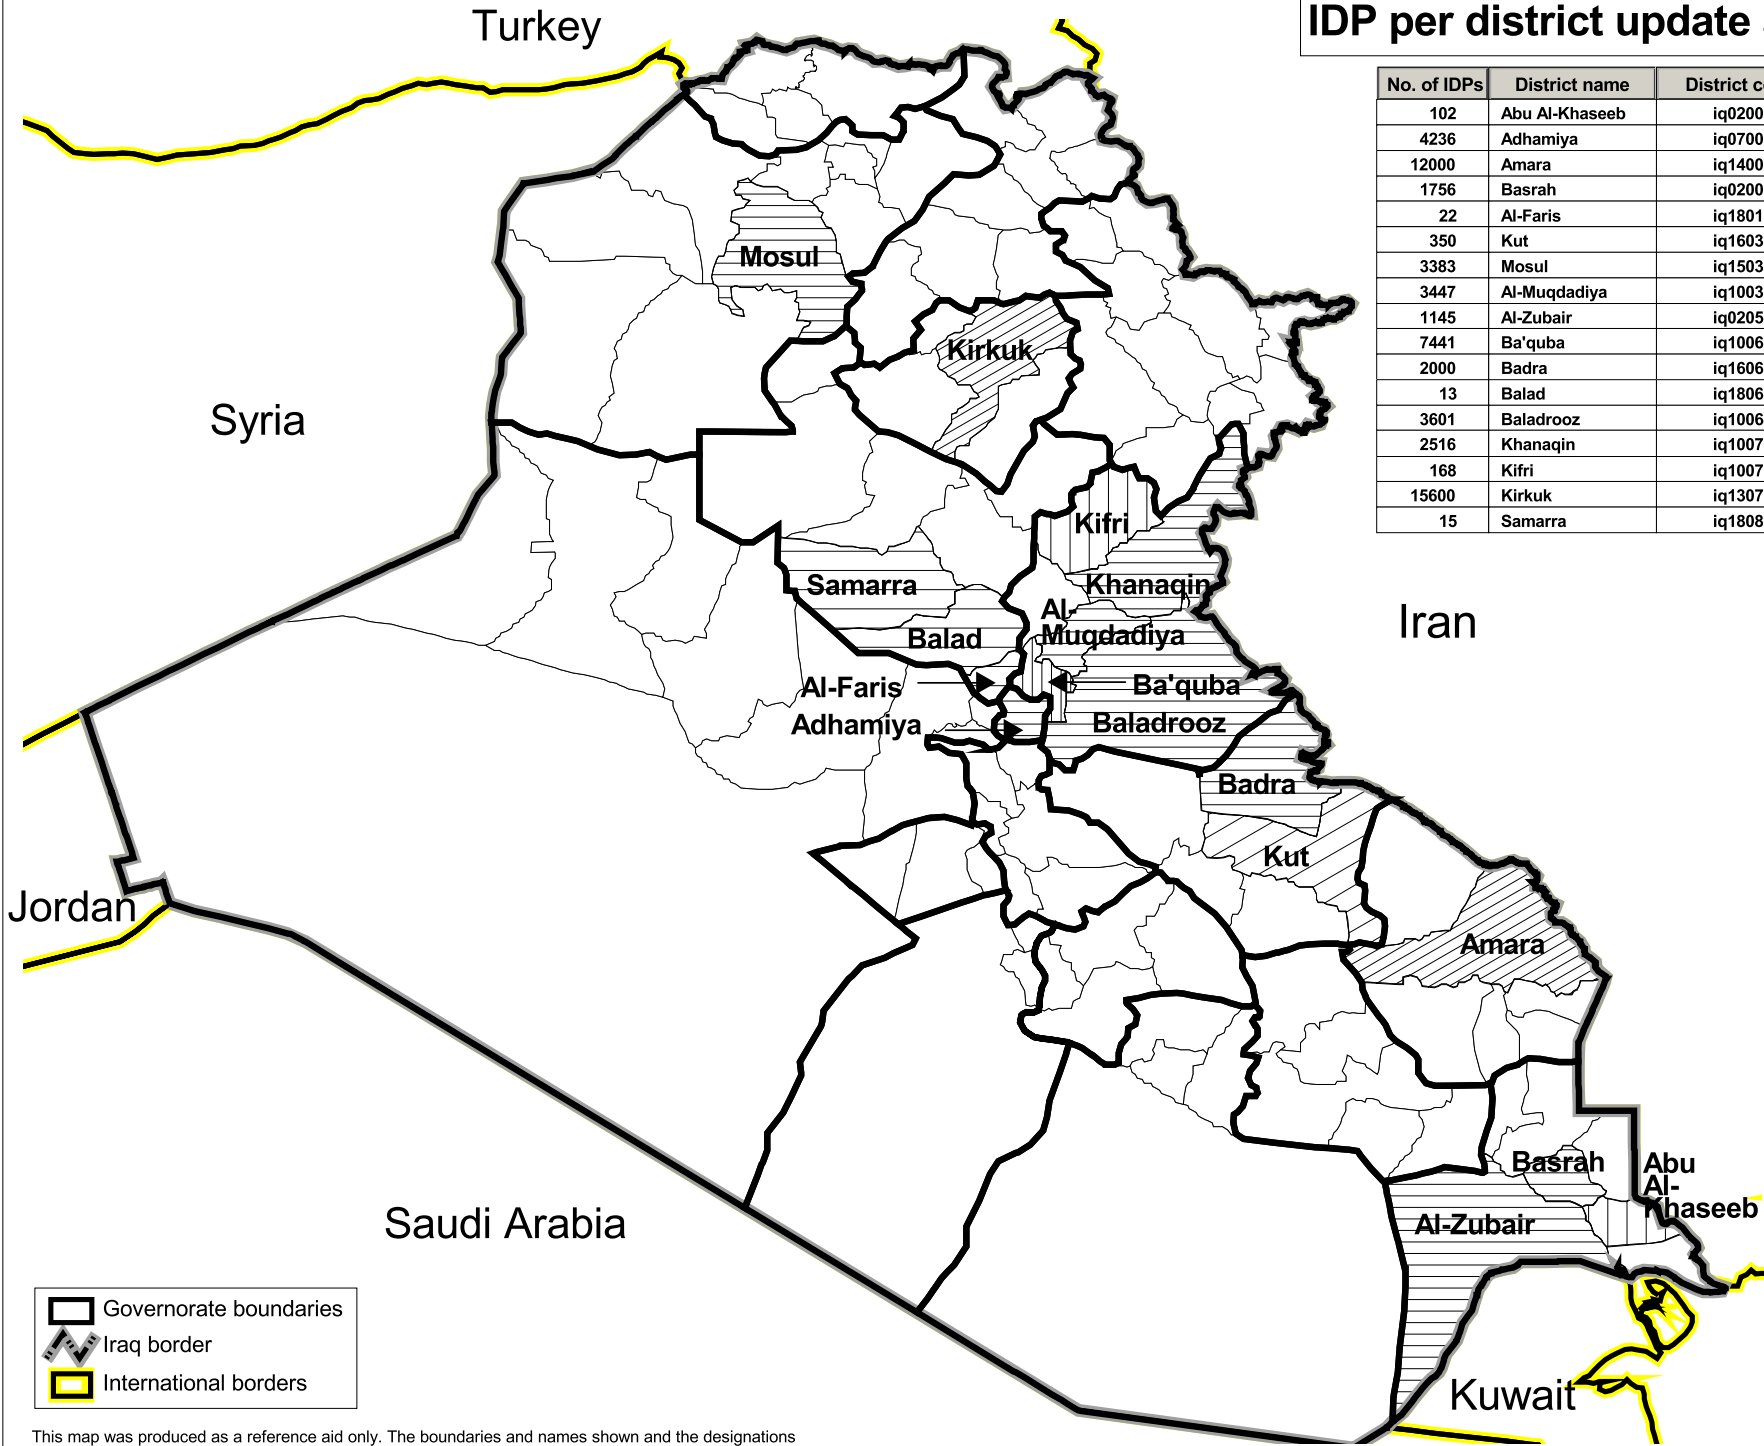 Turkey
IDP per district update
No. of IDPs District name District c
102 Abu Al-Khaseeb iq0200
4236 Adhamiya iq0700
12000 Amara iq1400
1756 Basrah iq0200
22 Al-Faris iq1801
350 Kut iq1603
3383 Mosul iq1503
3447 Al-Muqdadiya iq1003
1145 Al-Zubair iq0205
7441 Ba'quba iq1006
2000 Badra iq1606
13 Balad iq1806
3601 Baladrooz iq1006
2516 Khanaqin iq1007
168 Kifri iq1007
15600 Kirkuk iq1307
15 Samarra iq1808
Mosul
Kirkuk
Syria
Kifri
Samarra
Khanaqin
Al-
Muqdadiya
Iran
Balad
Al-Faris
Ba'quba
Adhamiya
Baladrooz
Badra
Kut
Jordan
Amara
Basrah
Abu
Al-
Khaseeb
Al-Zubair
Saudi Arabia
Kuwait
Governorate boundaries
Iraq border
International borders
This map was produced as a reference aid only. The boundaries and names shown and the designations